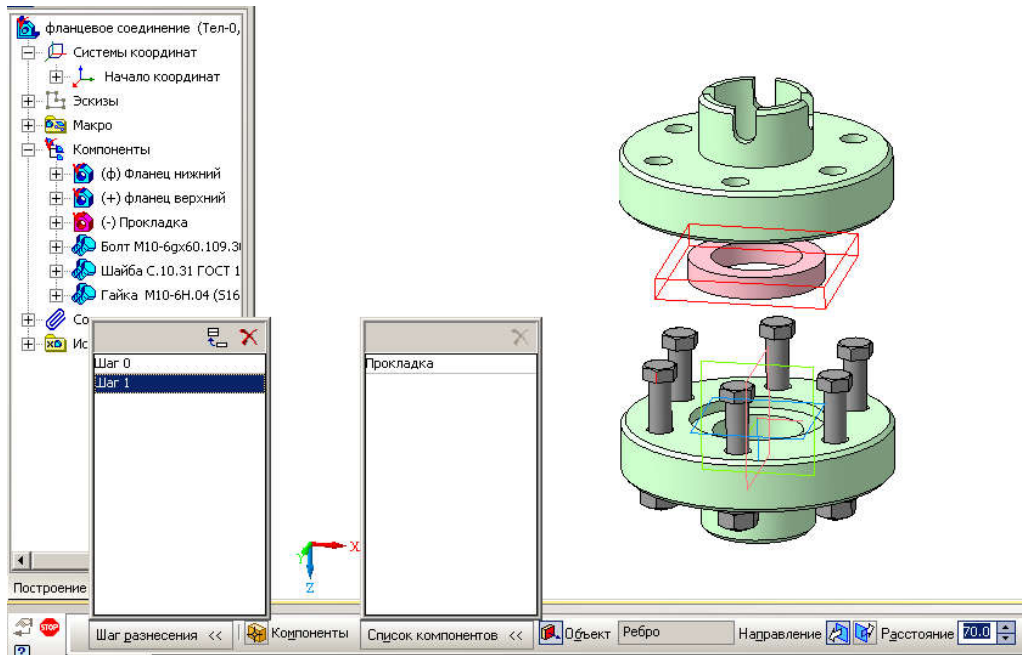 фланцевое соединение (Тел-0,
Системы координат
Начало координат
Эскизы
Макро
Компоненты
(ф) Фланец нижний
(+) фланец верхний
(-) Прокладка
Болт М10-6gx60.109.3
Шайба С.10.31 ГОСТ 1
Гайка М10-6Н.04 (S16
Со
Ис
Шаг 0
Шаг 1
Прокладка
X
Y
Z
Построение
Шаг разнесения <<
Компоненты
Список компонентов <<
Объект
Ребро
Направление
Расстояние
70.0
STOP